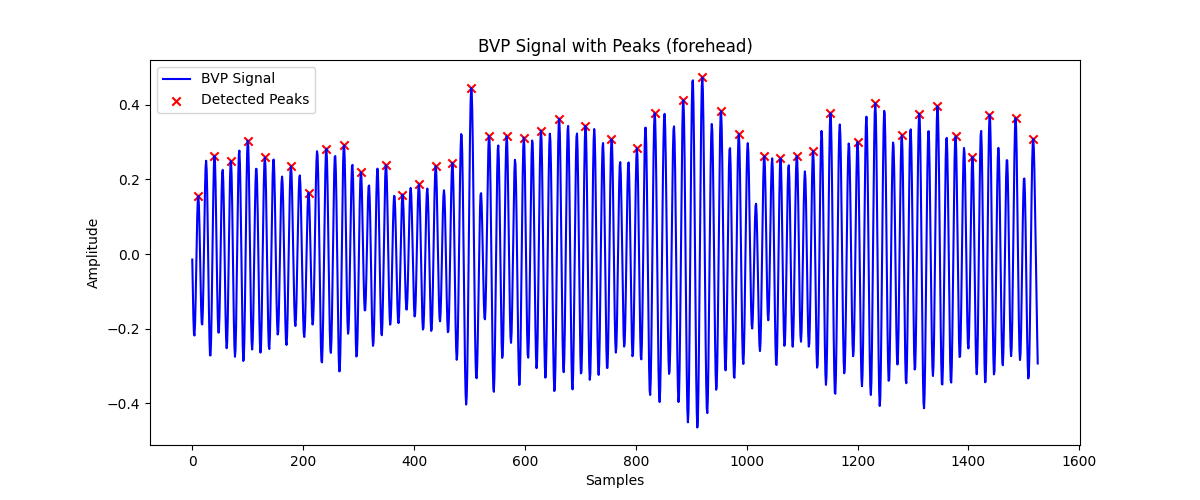 BVP Signal with Peaks (forehead)
BVP Signal
Detected Peaks
Amplitude
0.4
0.2
0.0
−0.2
−0.4
0 200 400 600 800 1000 1200 1400 1600
Samples